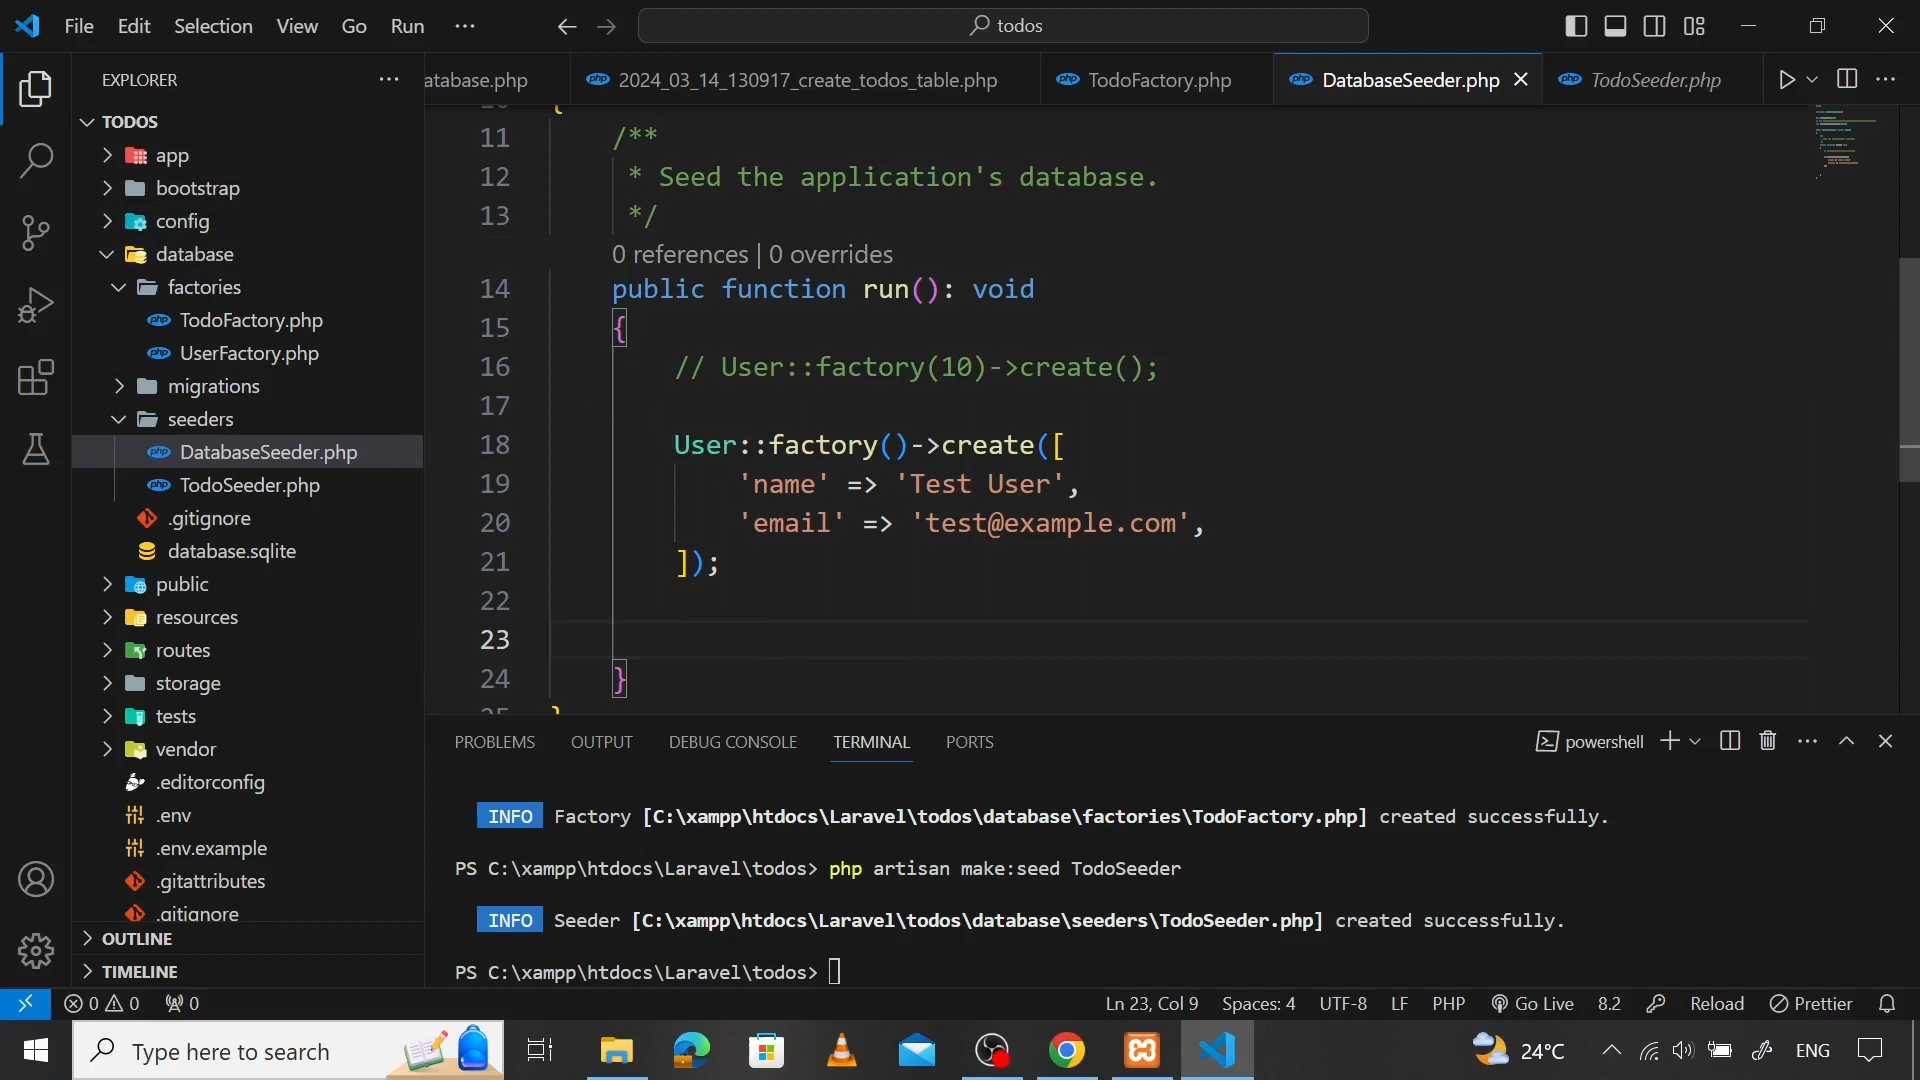 File Edit Selection View Go Run ···
todos
EXPLORER
atabase.php
2024_03_14_130917_create_todos_table.php
TodoFactory.php
DatabaseSeeder.php
TodoSeeder.php
TODOS
app
bootstrap
config
database
factories
TodoFactory.php
UserFactory.php
migrations
seeders
DatabaseSeeder.php
TodoSeeder.php
.gitignore
database.sqlite
public
resources
routes
storage
tests
vendor
.editorconfig
.env
.env.example
.gitattributes
.gitignore
OUTLINE
TIMELINE
10 {
11 /**
12 * Seed the application's database.
13 */
0 references | 0 overrides
14 public function run(): void
15 {
16 // User::factory(10)->create();
17
18 User::factory()->create([
19 'name' => 'Test User',
20 'email' => 'test@example.com',
21 ]);
22
23
24 }
25 }
PROBLEMS OUTPUT DEBUG CONSOLE TERMINAL PORTS
powershell
INFO Factory [C:\xampp\htdocs\Laravel\todos\database\factories\TodoFactory.php] created successfully.
PS C:\xampp\htdocs\Laravel\todos> php artisan make:seed TodoSeeder
INFO Seeder [C:\xampp\htdocs\Laravel\todos\database\seeders\TodoSeeder.php] created successfully.
PS C:\xampp\htdocs\Laravel\todos>
0 0 0
Ln 23, Col 9 Spaces: 4 UTF-8 LF PHP Go Live 8.2 Reload Prettier
Type here to search
24°C
ENG